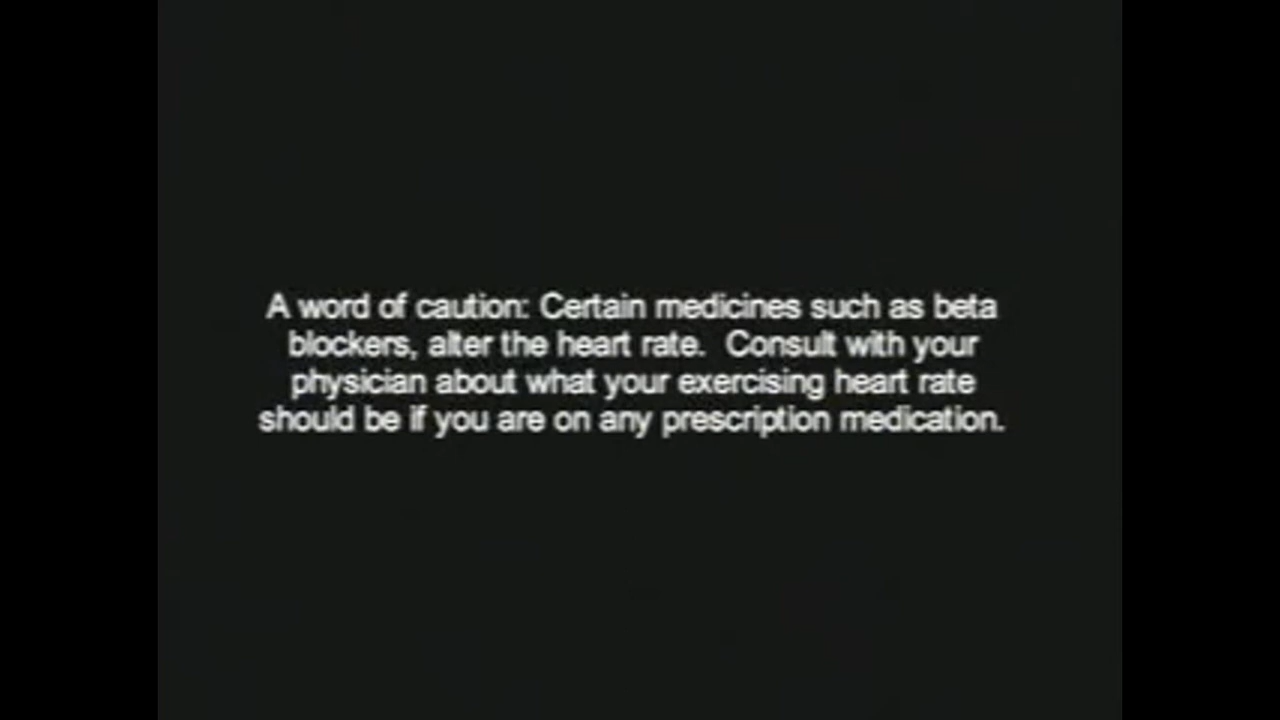 A word of caution: Certain medicines such as beta
blockers, alter the heart rate.  Consult with your
physician about what your exercising heart rate
should be if you are on any prescription medication.